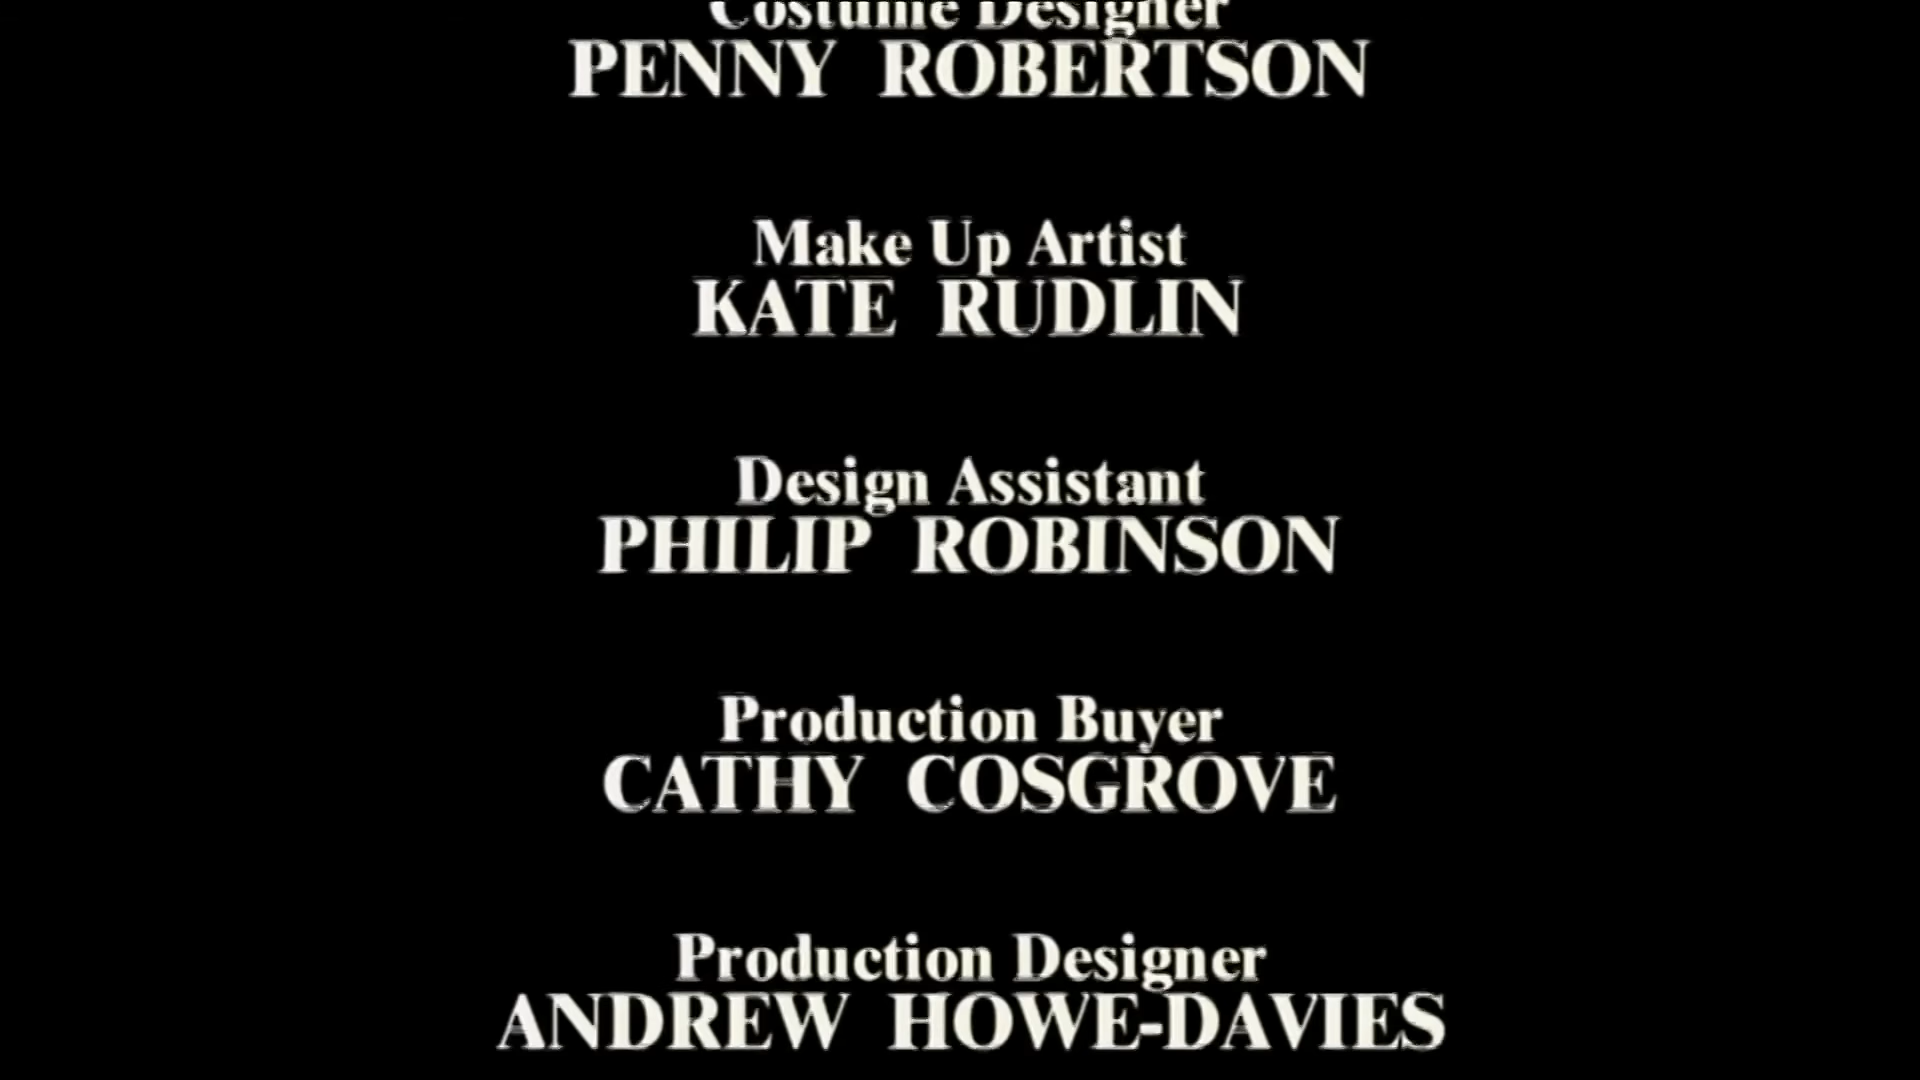 Costume Designer
PENNY ROBERTSON
Make Up Artist
KATE RUDLIN
Design Assistant
PHILIP ROBINSON
Production Buyer
CATHY COSGROVE
Production Designer
ANDREW HOWE-DAVIES